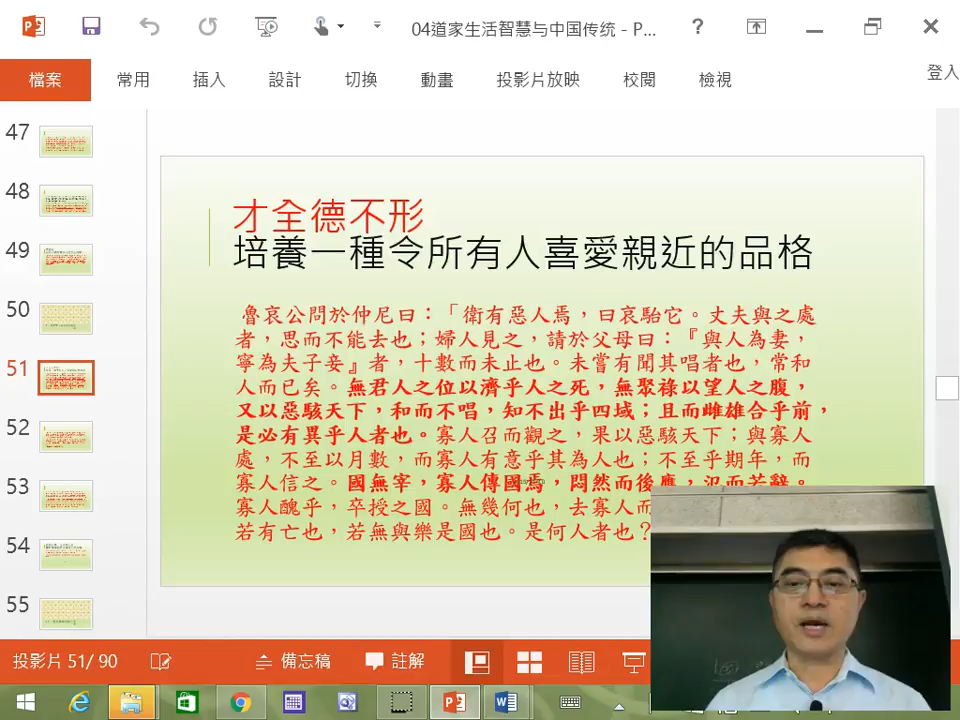 04道家生活智慧与中国传统 - P...
?
登入
檔案
常用
插入
設計
切換
動畫
投影片放映
校閱
檢視
47
48
49
50
51
52
53
54
55
才全德不形
培養一種令所有人喜愛親近的品格
魯哀公問於仲尼曰：「衛有惡人焉，曰哀駘它。丈夫與之處
者，思而不能去也；婦人見之，請於父母曰：『與人為妻，
寧為夫子妾』者，十數而未止也。未嘗有聞其唱者也，常和
人而已矣。無君人之位以濟乎人之死，無聚祿以望人之腹，
又以惡駭天下，和而不唱，知不出乎四域；且而雌雄合乎前，
是必有異乎人者也。寡人召而觀之，果以惡駭天下；與寡人
處，不至以月數，而寡人有意乎其為人也；不至乎期年，而
寡人信之。國無宰，寡人傳國焉，悶然而後應，氾而若辭。
寡人醜乎，卒授之國。無幾何也，去寡人而
若有亡也，若無與樂是國也。是何人者也？
投影片 51/ 90
備忘稿
註解